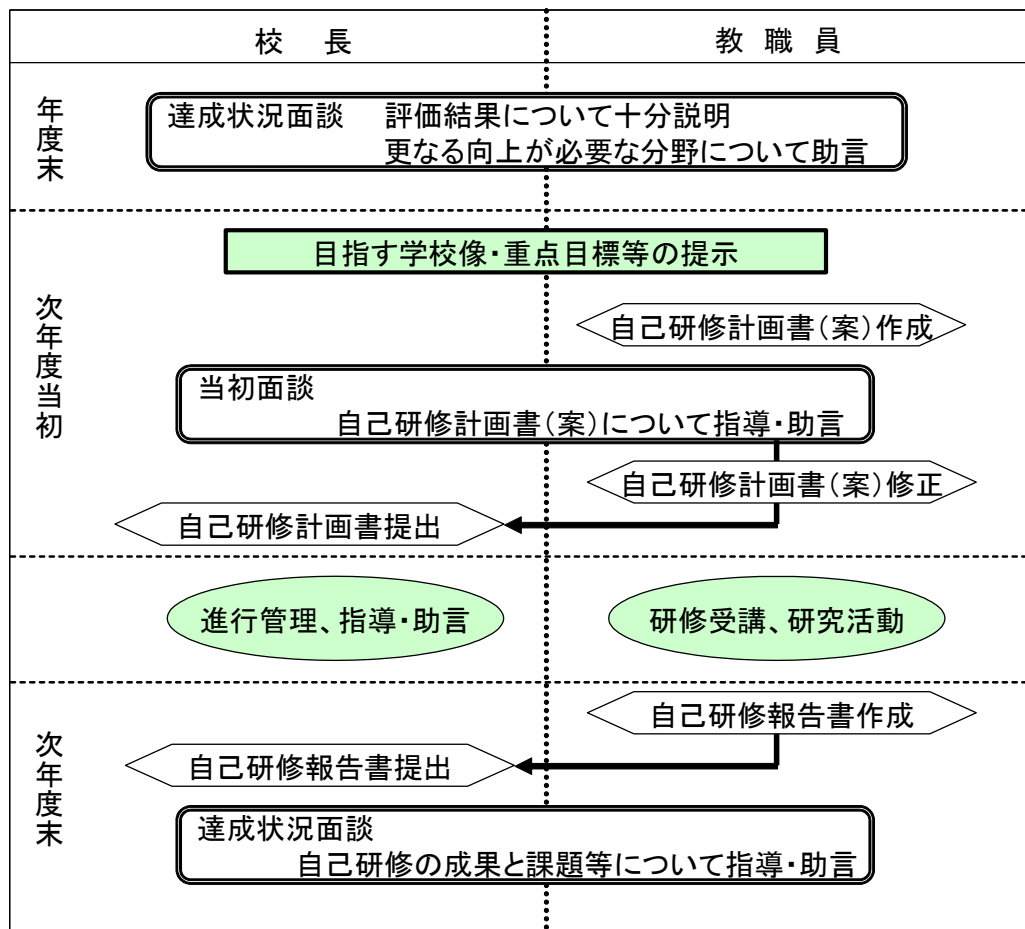 校 長
教 職 員
年度末
達成状況面談 評価結果について十分説明
更なる向上が必要な分野について助言
次年度当初
目指す学校像・重点目標等の提示
自己研修計画書(案)作成
当初面談
自己研修計画書(案)について指導・助言
自己研修計画書(案)修正
自己研修計画書提出
進行管理、指導・助言
研修受講、研究活動
次年度末
自己研修報告書作成
自己研修報告書提出
達成状況面談
自己研修の成果と課題等について指導・助言